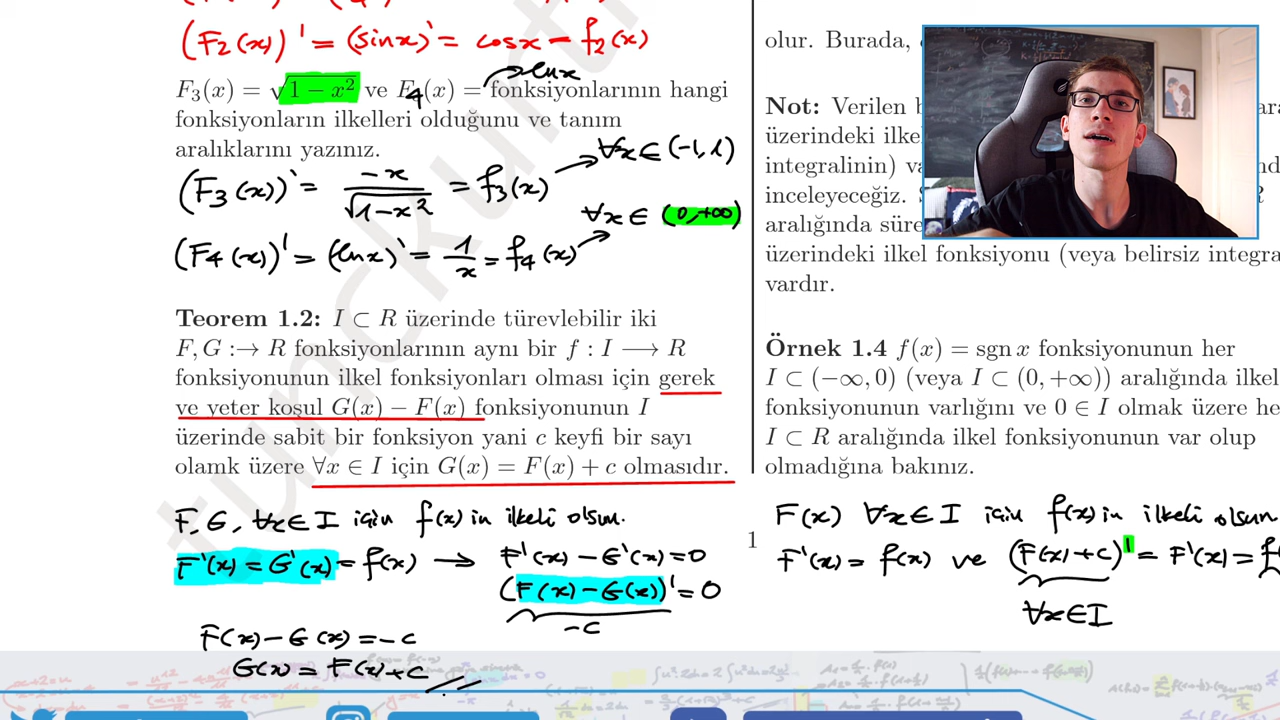 (F₂(x))' = (sinx)' = cosx = f₂(x)
→ lnx
F₃(x) = √1 − x² ve F₄(x) = fonksiyonlarının hangi
fonksiyonların ilkelleri olduğunu ve tanım
aralıklarını yazınız.
(F₃(x))' = -x/√1-x² = f₃(x) → ∀x ∈ (-1,1)
(F₄(x))' = (lnx)' = 1/x = f₄(x) → ∀x ∈ (0,+∞)
Teorem 1.2: I ⊂ R üzerinde türevlebilir iki
F, G :→ R fonksiyonlarının aynı bir f : I ⟶ R
fonksiyonunun ilkel fonksiyonları olması için gerek
ve yeter koşul G(x) − F(x) fonksiyonunun I
üzerinde sabit bir fonksiyon yani c keyfi bir sayı
olamk üzere ∀x ∈ I için G(x) = F(x) + c olmasıdır.
F, G, ∀x∈I için f(x) in ilkeli olsun.
F'(x) = G'(x) = f(x) → F'(x) - G'(x) = 0
(F(x) - G(x))' = 0
-c
F(x) - G(x) = -c
G(x) = F(x) + c
1
olur. Burada,
Not: Verilen
üzerindeki
integralinin)
inceleyeceğiz.
aralığında
üzerindeki ilkel fonksiyonu (veya belirsiz
vardır.
Örnek 1.4 f(x) = sgn x fonksiyonunun her
I ⊂ (−∞, 0) (veya I ⊂ (0, +∞)) aralığında ilkel
fonksiyonunun varlığını ve 0 ∈ I olmak üzere
I ⊂ R aralığında ilkel fonksiyonunun var olup
olmadığına bakınız.
F(x) ∀x∈I için f(x) in ilkeli olsun
F'(x) = f(x) ve (F(x)+c)' = F'(x) =
∀x∈I
tunckurt